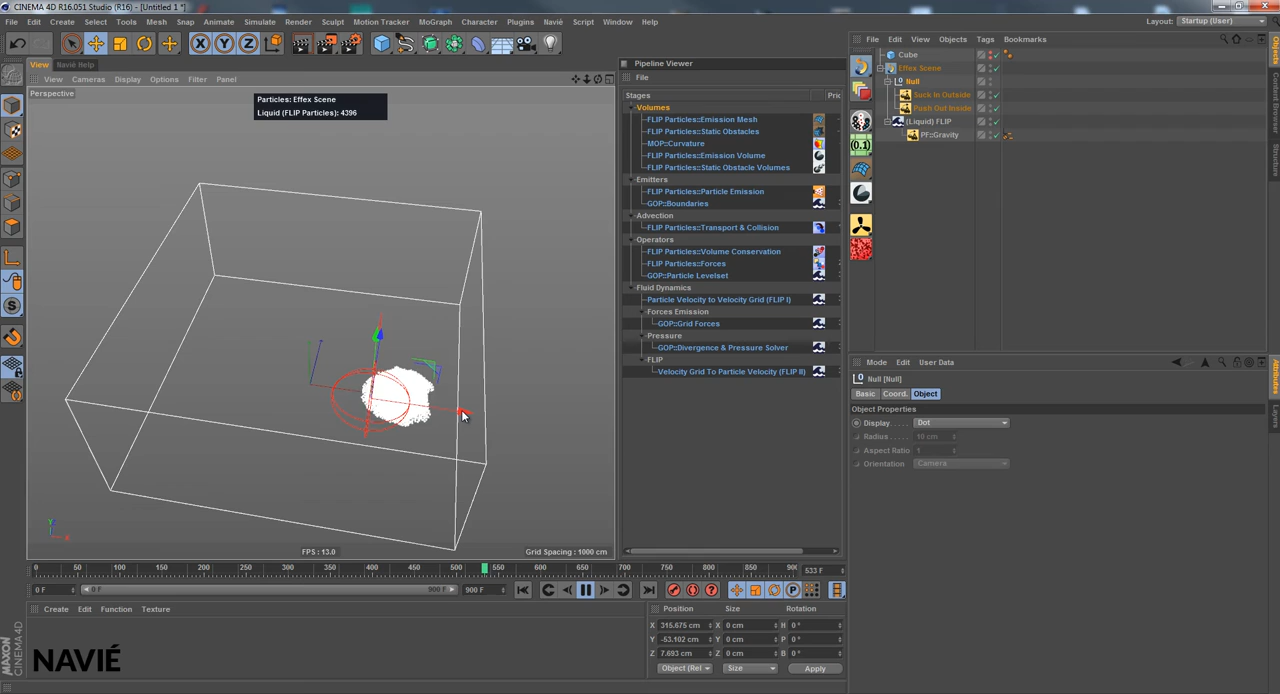 CINEMA 4D R16.051 Studio (R16) - [Untitled 1 *]
File Edit Create Select Tools Mesh Snap Animate Simulate Render Sculpt Motion Tracker MoGraph Character Plugins Naviè Script Window Help Layout: Startup (User)
View Navié Help
View Cameras Display Options Filter Panel
Perspective
Particles: Effex Scene
Liquid (FLIP Particles): 4396
FPS : 13.0
Grid Spacing : 1000 cm
Pipeline Viewer
File
Stages
Volumes
FLIP Particles::Emission Mesh
FLIP Particles::Static Obstacles
MOP::Curvature
FLIP Particles::Emission Volume
FLIP Particles::Static Obstacle Volumes
Emitters
FLIP Particles::Particle Emission
GOP::Boundaries
Advection
FLIP Particles::Transport & Collision
Operators
FLIP Particles::Volume Conservation
FLIP Particles::Forces
GOP::Particle Levelset
Fluid Dynamics
Particle Velocity to Velocity Grid (FLIP I)
Forces Emission
GOP::Grid Forces
Pressure
GOP::Divergence & Pressure Solver
FLIP
Velocity Grid To Particle Velocity (FLIP II)
File Edit View Objects Tags Bookmarks
Cube
Effex Scene
Null
Suck In Outside
Push Out Inside
(Liquid) FLIP
PF::Gravity
Objects
Content Browser
Structure
Mode Edit User Data
Null [Null]
Basic Coord. Object
Object Properties
Display Dot
Radius 10 cm
Aspect Ratio 1
Orientation Camera
Attributes
Layers
0 50 100 150 200 250 300 350 400 450 500 550 600 650 700 750 800 850 533 F
0 F 0 F 900 F 900 F
Create Edit Function Texture
Position Size Rotation
X 315.675 cm X 0 cm H 0 °
Y -53.102 cm Y 0 cm P 0 °
Z 7.693 cm Z 0 cm B 0 °
Object (Rel Size Apply
MAXON
CINEMA 4D
NAVIÉ